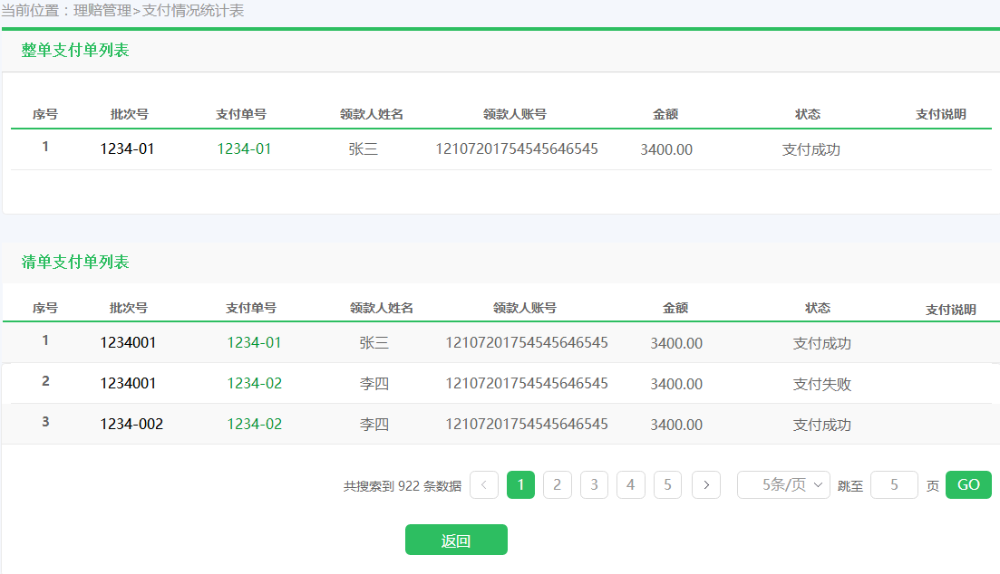 当前位置：理赔管理>支付情况统计表
整单支付单列表
序号 批次号 支付单号 领款人姓名 领款人账号 金额 状态 支付说明
1 1234-01 1234-01 张三 12107201754545646545 3400.00 支付成功
清单支付单列表
序号 批次号 支付单号 领款人姓名 领款人账号 金额 状态 支付说明
1 1234001 1234-01 张三 12107201754545646545 3400.00 支付成功
2 1234001 1234-02 李四 12107201754545646545 3400.00 支付失败
3 1234-002 1234-02 李四 12107201754545646545 3400.00 支付成功
共搜索到 922 条数据 < 1 2 3 4 5 > 5条/页 跳至 5 页 GO
返回